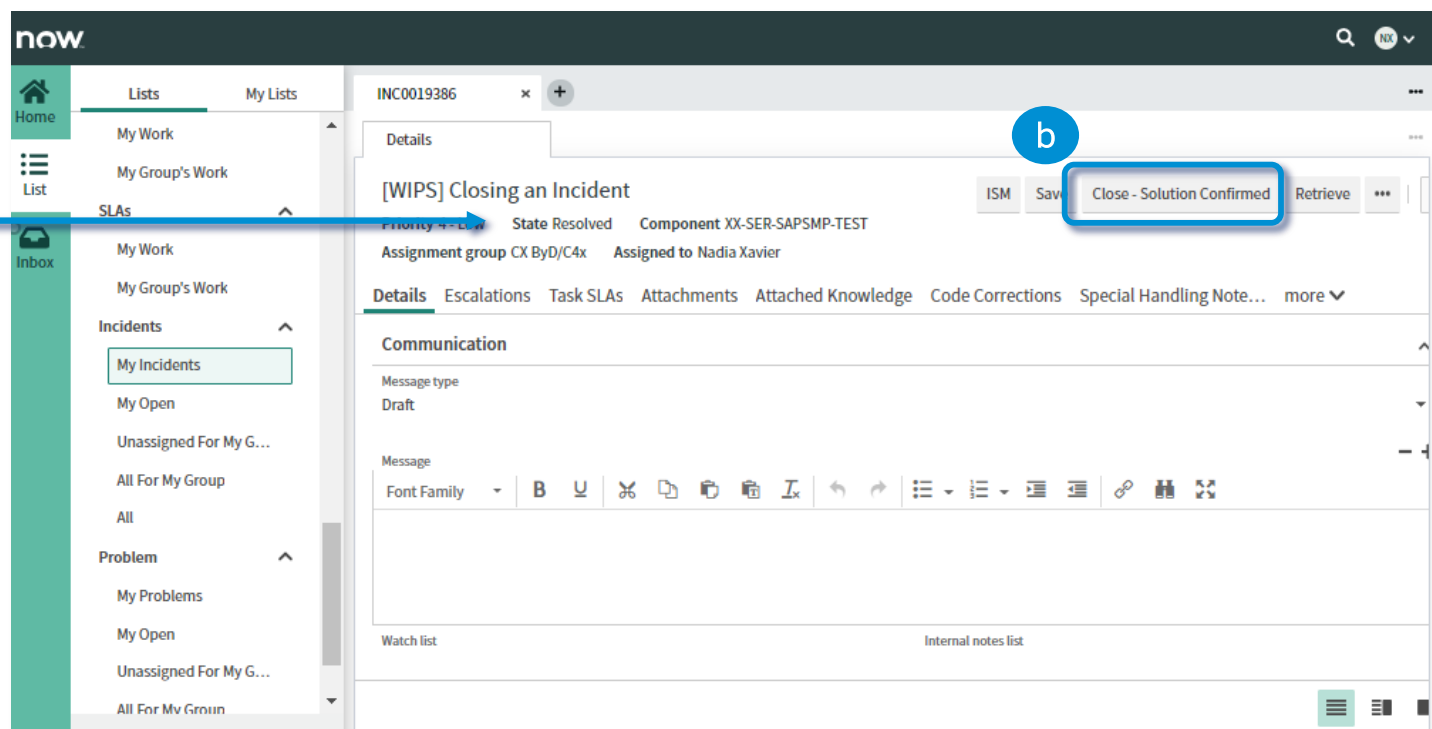 now.
NX
Home
List
Inbox
Lists
My Lists
My Work
My Group's Work
SLAs
My Work
My Group's Work
Incidents
My Incidents
My Open
Unassigned For My G...
All For My Group
All
Problem
My Problems
My Open
Unassigned For My G...
All For My Group
INC0019386
Details
b
[WIPS] Closing an Incident
ISM
Save
Close - Solution Confirmed
Retrieve
Priority 4 - Low State Resolved Component XX-SER-SAPSMP-TEST
Assignment group CX ByD/C4x Assigned to Nadia Xavier
Details Escalations Task SLAs Attachments Attached Knowledge Code Corrections Special Handling Note... more
Communication
Message type
Draft
Message
Font Family B U
Watch list
Internal notes list